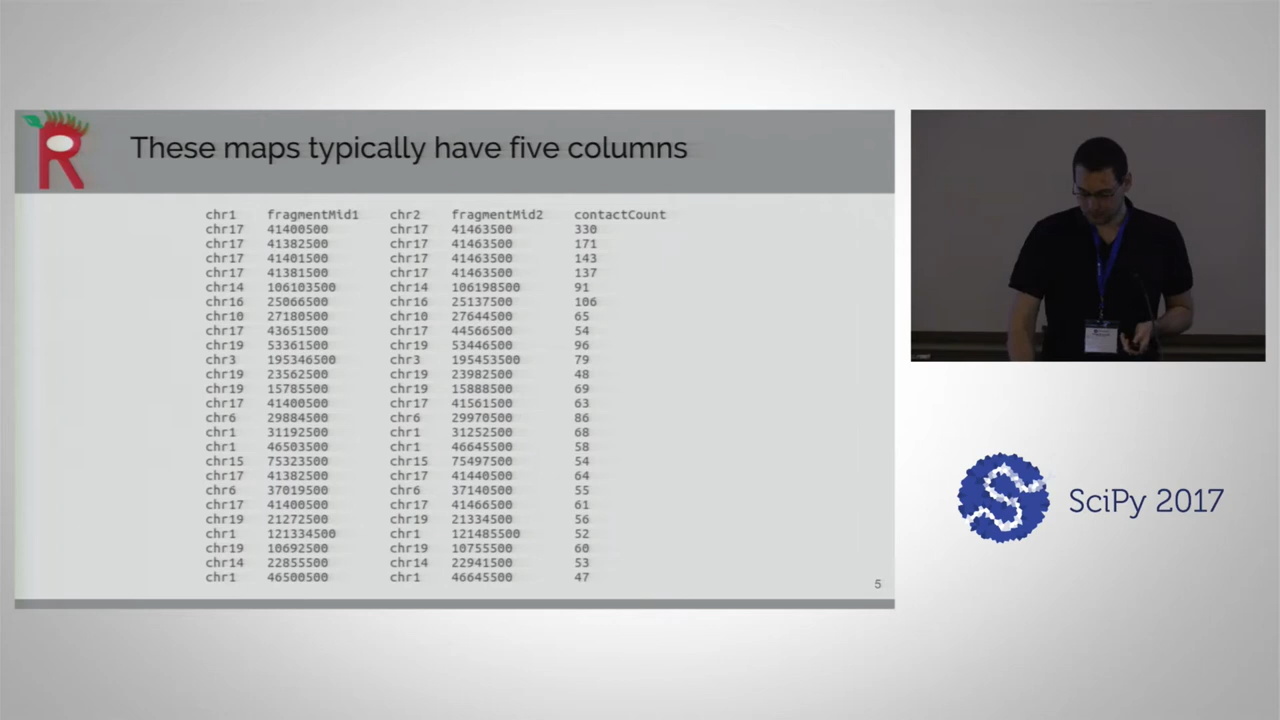 These maps typically have five columns
chr1 fragmentMid1 chr2 fragmentMid2 contactCount
chr17 41400500 chr17 41463500 330
chr17 41382500 chr17 41463500 171
chr17 41401500 chr17 41463500 143
chr17 41381500 chr17 41463500 137
chr14 106103500 chr14 106198500 91
chr16 25066500 chr16 25137500 106
chr10 27180500 chr10 27644500 65
chr17 43651500 chr17 44566500 54
chr19 53361500 chr19 53446500 96
chr3 195346500 chr3 195453500 79
chr19 23562500 chr19 23982500 48
chr19 15785500 chr19 15888500 69
chr17 41400500 chr17 41561500 63
chr6 29884500 chr6 29970500 86
chr1 31192500 chr1 31252500 68
chr1 46503500 chr1 46645500 58
chr15 75323500 chr15 75497500 54
chr17 41382500 chr17 41440500 64
chr6 37019500 chr6 37140500 55
chr17 41400500 chr17 41466500 61
chr19 21272500 chr19 21334500 56
chr1 121334500 chr1 121485500 52
chr19 10692500 chr19 10755500 60
chr14 22855500 chr14 22941500 53
chr1 46500500 chr1 46645500 47
5
SciPy 2017